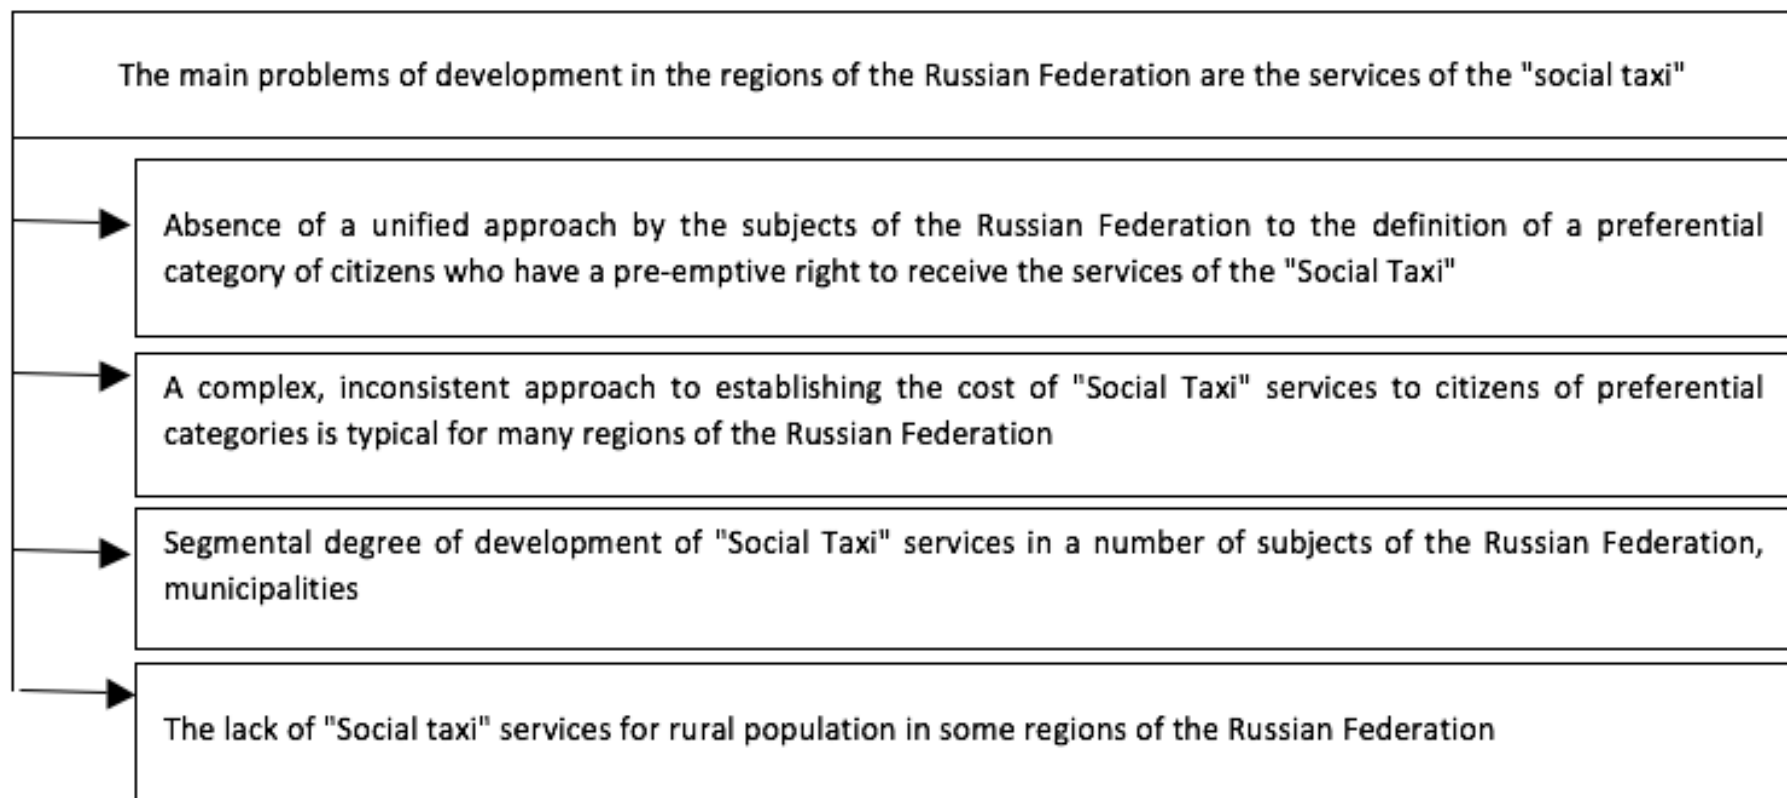 The main problems of development in the regions of the Russian Federation are the services of the "social taxi"
Absence of a unified approach by the subjects of the Russian Federation to the definition of a preferential
category of citizens who have a pre-emptive right to receive the services of the "Social Taxi"
A complex, inconsistent approach to establishing the cost of "Social Taxi" services to citizens of preferential
categories is typical for many regions of the Russian Federation
Segmental degree of development of "Social Taxi" services in a number of subjects of the Russian Federation,
municipalities
The lack of "Social taxi" services for rural population in some regions of the Russian Federation